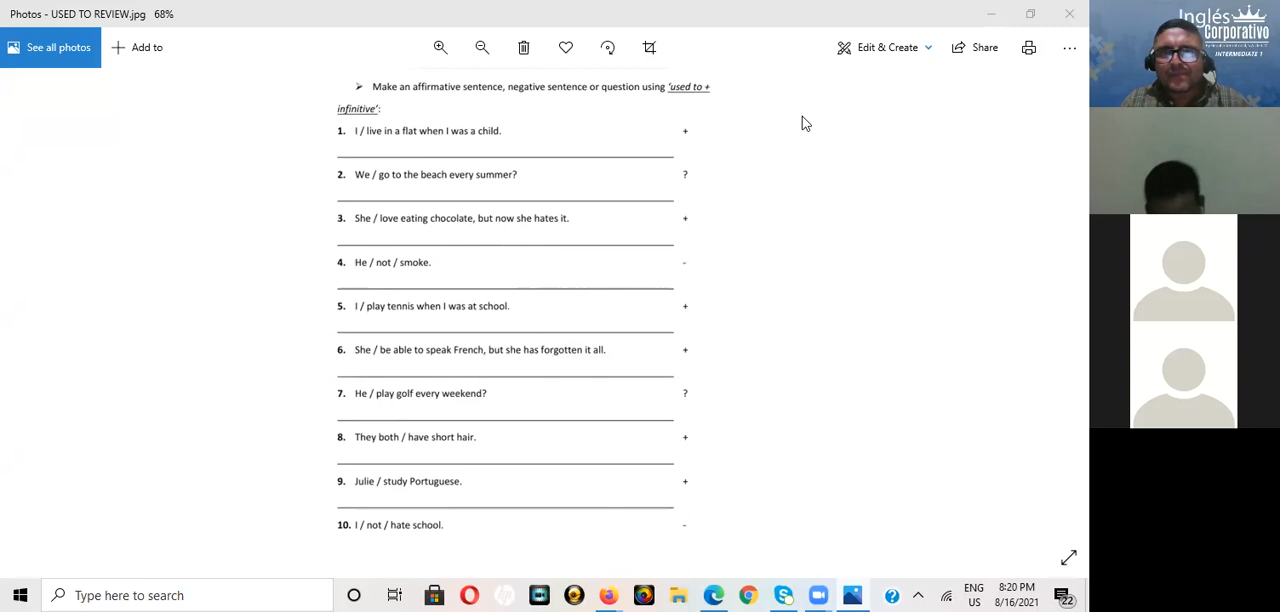 Photos - USED TO REVIEW.jpg 68%
See all photos
Add to
Edit & Create
Share
Inglés
Corporativo
INTERMEDIATE 1
➤ Make an affirmative sentence, negative sentence or question using 'used to +
infinitive':
1. I / live in a flat when I was a child. +
2. We / go to the beach every summer? ?
3. She / love eating chocolate, but now she hates it. +
4. He / not / smoke. -
5. I / play tennis when I was at school. +
6. She / be able to speak French, but she has forgotten it all. +
7. He / play golf every weekend? ?
8. They both / have short hair. +
9. Julie / study Portuguese. +
10. I / not / hate school. -
Type here to search
ENG
US
8:20 PM
8/16/2021
22